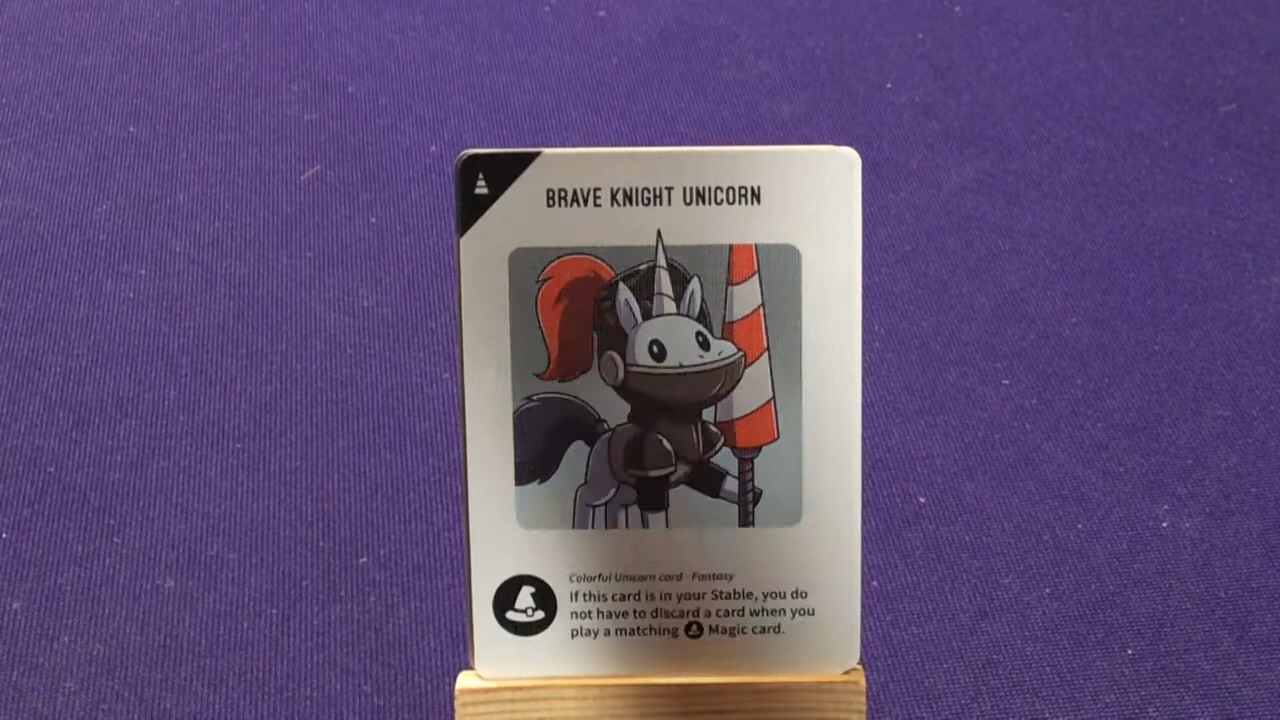 BRAVE KNIGHT UNICORN
Colorful Unicorn card - Fantasy
If this card is in your Stable, you do
not have to discard a card when you
play a matching Magic card.